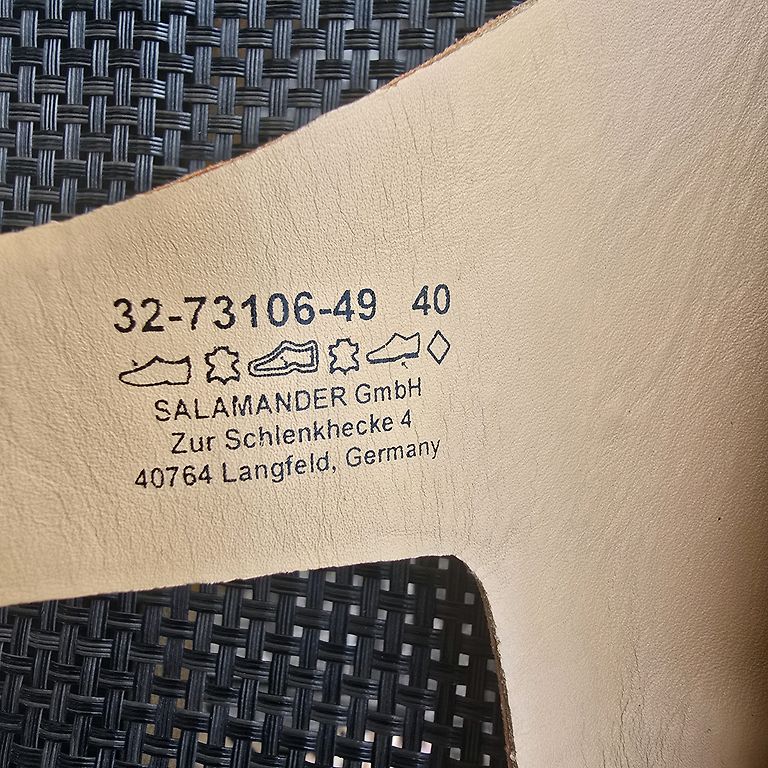 32-73106-49 40
SALAMANDER GmbH
Zur Schlenkhecke 4
40764 Langfeld, Germany